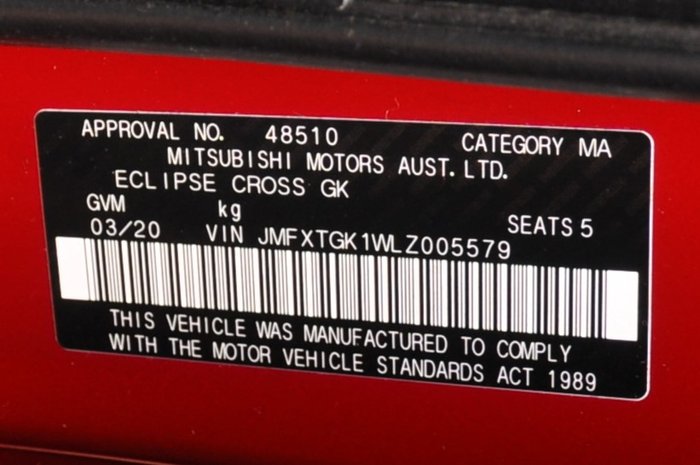 APPROVAL NO. 48510 CATEGORY MA
MITSUBISHI MOTORS AUST. LTD.
ECLIPSE CROSS GK
GVM kg SEATS 5
03/20 VIN JMFXTGK1WLZ005579
THIS VEHICLE WAS MANUFACTURED TO COMPLY
WITH THE MOTOR VEHICLE STANDARDS ACT 1989